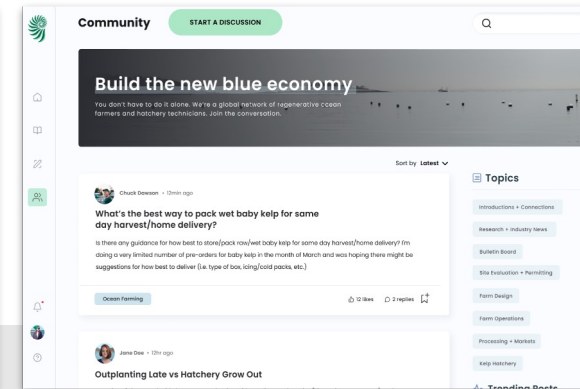 Community
START A DISCUSSION
Build the new blue economy
You don't have to do it alone. We're a global network of regenerative ocean
farmers and hatchery technicians. Join the conversation.
Sort by Latest
Chuck Dawson • 13min ago
What's the best way to pack wet baby kelp for same
day harvest/home delivery?
Is there any guidance for how best to store/pack raw/wet baby kelp for same day harvest/home delivery? I'm
doing a very limited number of pre-orders for baby kelp in the month of March and was hoping there might be
suggestions for how best to deliver (i.e. type of box, icing/cold packs, etc.)
Ocean Farming
12 likes
2 replies
Jane Doe • 12hr ago
Outplanting Late vs Hatchery Grow Out
Topics
Introductions + Connections
Research + Industry News
Bulletin Board
Site Evaluation + Permitting
Farm Design
Farm Operations
Processing + Markets
Kelp Hatchery
Trending Posts